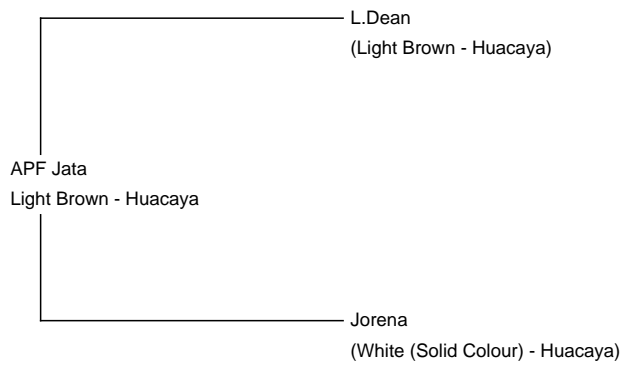 L.Dean
(Light Brown - Huacaya)
APF Jata
Light Brown - Huacaya
Jorena
(White (Solid Colour) - Huacaya)